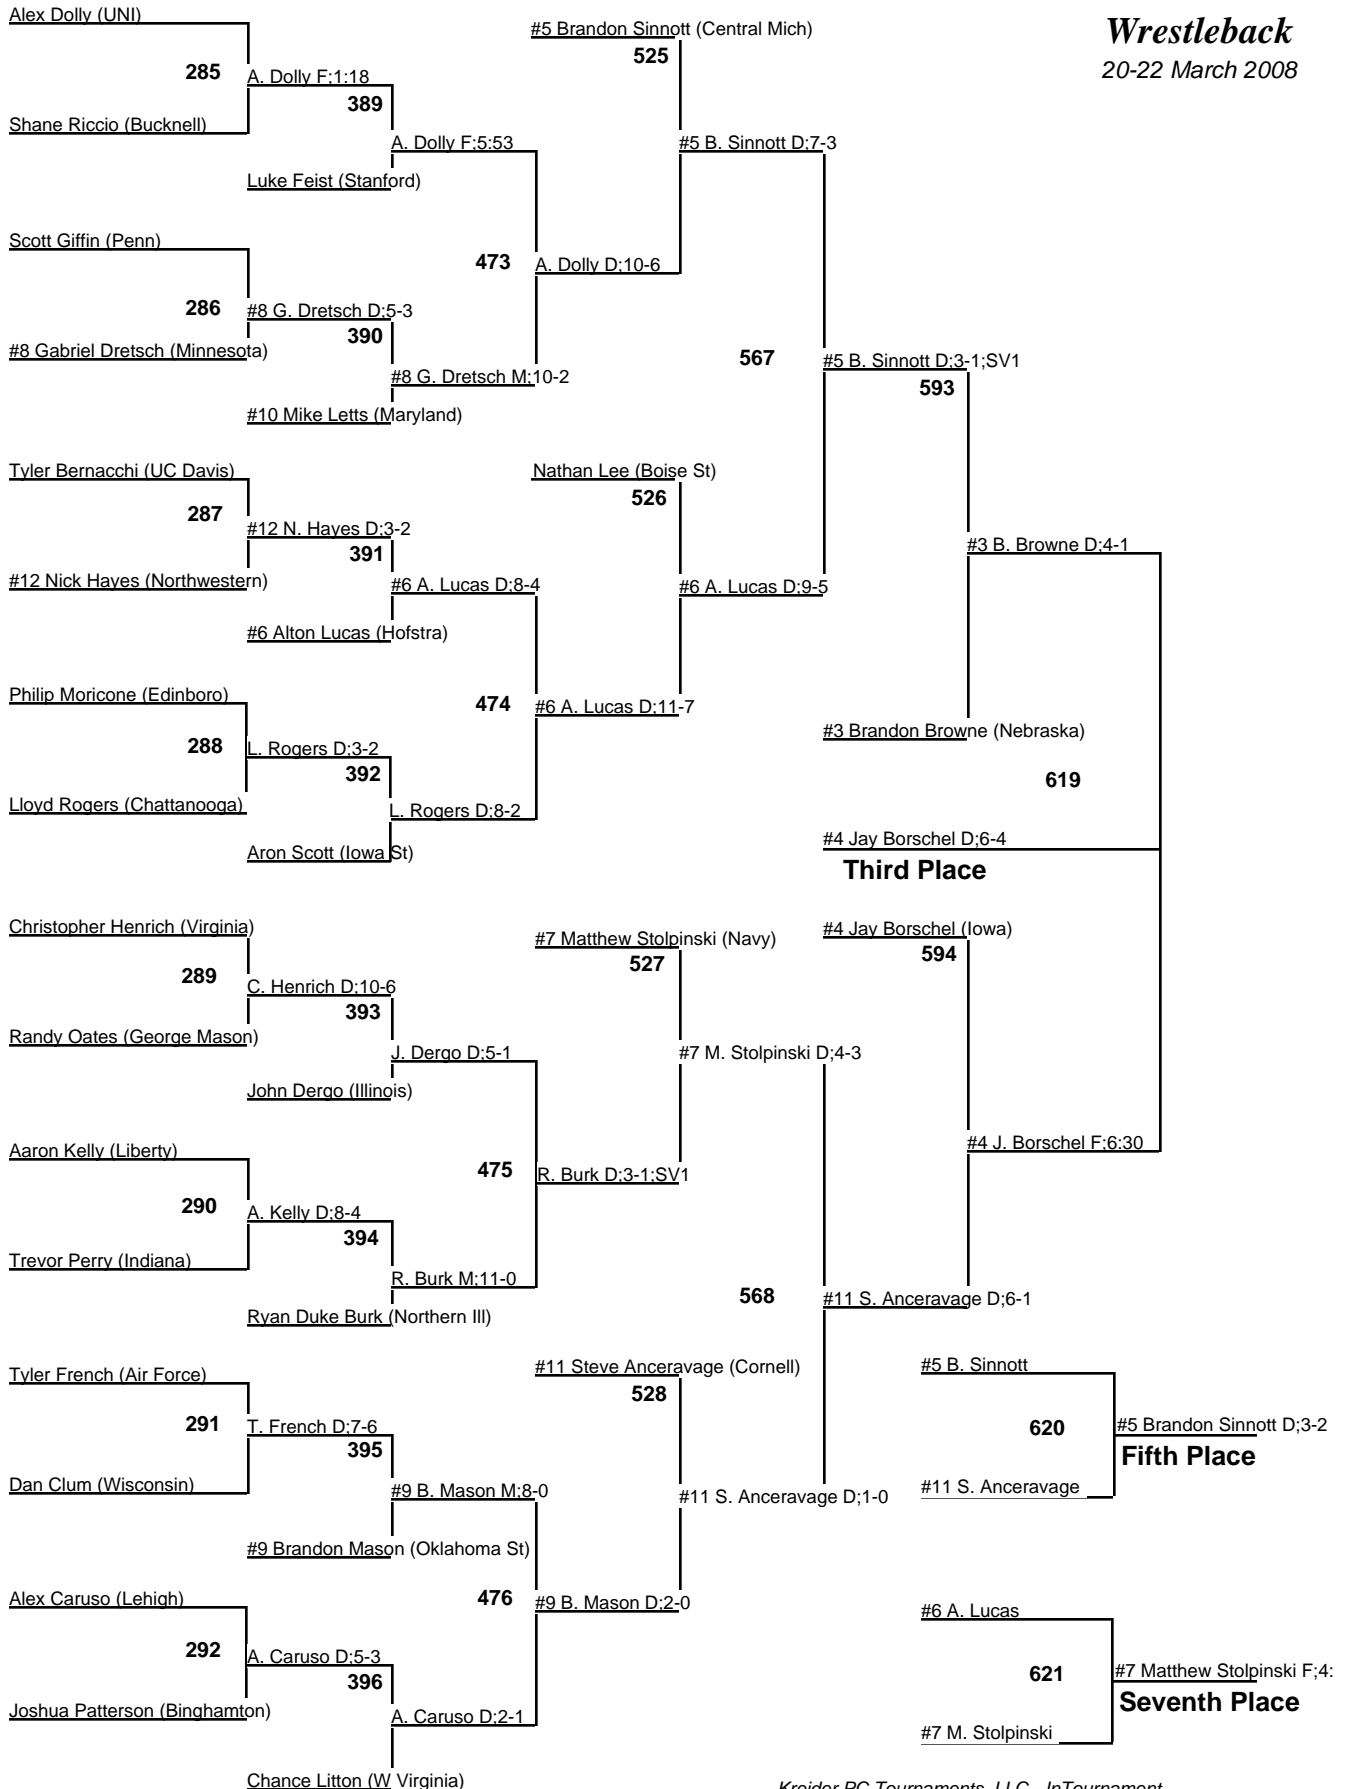 Alex Dolly (UNI)
#5 Brandon Sinnott (Central Mich)
Wrestleback
20-22 March 2008
525
285
A. Dolly F;1:18
389
Shane Riccio (Bucknell)
A. Dolly F;5:53
#5 B. Sinnott D;7-3
Luke Feist (Stanford)
Scott Giffin (Penn)
473
A. Dolly D;10-6
286
#8 G. Dretsch D;5-3
390
#8 Gabriel Dretsch (Minnesota)
567
#5 B. Sinnott D;3-1;SV1
#8 G. Dretsch M;10-2
593
#10 Mike Letts (Maryland)
Tyler Bernacchi (UC Davis)
Nathan Lee (Boise St)
526
287
#12 N. Hayes D;3-2
391
#3 B. Browne D;4-1
#12 Nick Hayes (Northwestern)
#6 A. Lucas D;8-4
#6 A. Lucas D;9-5
#6 Alton Lucas (Hofstra)
Philip Moricone (Edinboro)
474
#6 A. Lucas D;11-7
288
L. Rogers D;3-2
#3 Brandon Browne (Nebraska)
392
619
Lloyd Rogers (Chattanooga)
L. Rogers D;8-2
#4 Jay Borschel D;6-4
Aron Scott (Iowa St)
Third Place
Christopher Henrich (Virginia)
#7 Matthew Stolpinski (Navy)
#4 Jay Borschel (Iowa)
527
594
289
C. Henrich D;10-6
393
Randy Oates (George Mason)
J. Dergo D;5-1
#7 M. Stolpinski D;4-3
John Dergo (Illinois)
Aaron Kelly (Liberty)
#4 J. Borschel F;6:30
475
R. Burk D;3-1;SV1
290
A. Kelly D;8-4
394
Trevor Perry (Indiana)
R. Burk M;11-0
568
#11 S. Anceravage D;6-1
Ryan Duke Burk (Northern Ill)
Tyler French (Air Force)
#11 Steve Anceravage (Cornell)
#5 B. Sinnott
528
291
T. French D;7-6
395
620
#5 Brandon Sinnott D;3-2
Fifth Place
Dan Clum (Wisconsin)
#9 B. Mason M;8-0
#11 S. Anceravage D;1-0
#11 S. Anceravage
#9 Brandon Mason (Oklahoma St)
Alex Caruso (Lehigh)
476
#9 B. Mason D;2-0
#6 A. Lucas
292
A. Caruso D;5-3
396
621
#7 Matthew Stolpinski F;4:
Seventh Place
Joshua Patterson (Binghamton)
A. Caruso D;2-1
#7 M. Stolpinski
Chance Litton (W Virginia)
Kreider PC Tournaments, LLC - InTournament